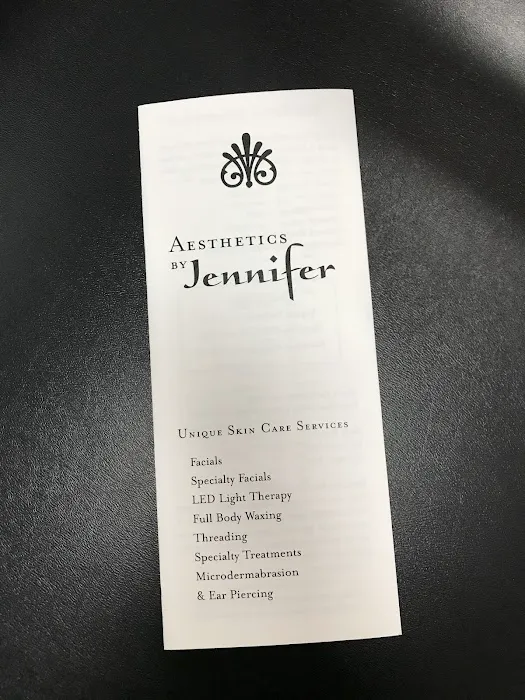 Aesthetics
by Jennifer
Unique Skin Care Services
Facials
Specialty Facials
LED Light Therapy
Full Body Waxing
Threading
Specialty Treatments
Microdermabrasion
& Ear Piercing